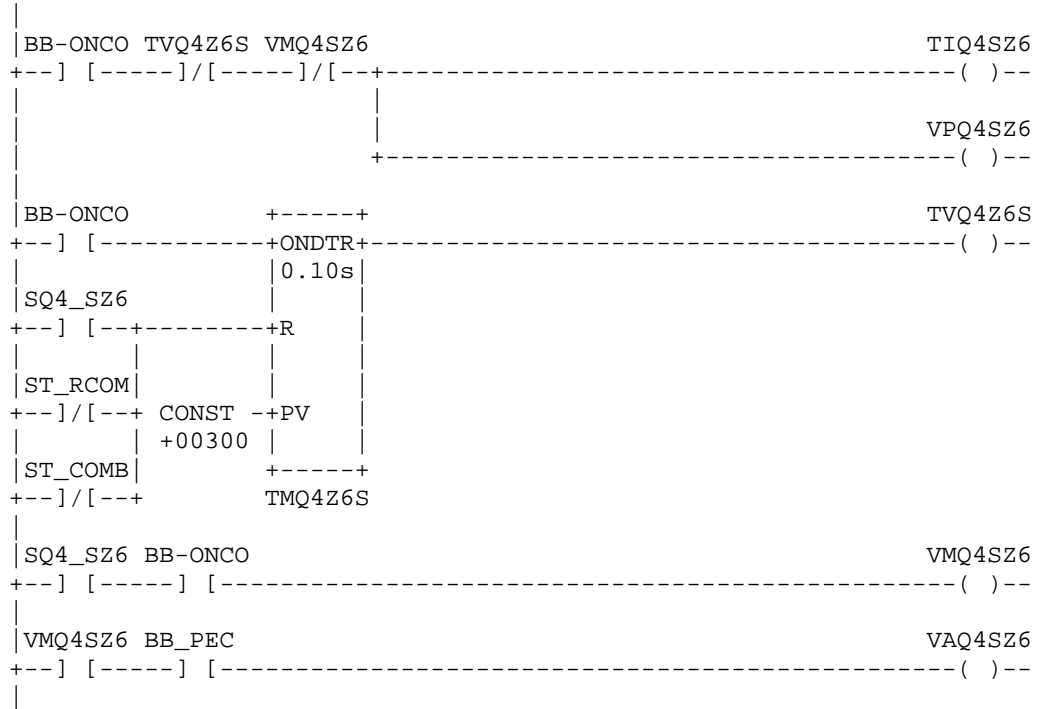 |
|BB-ONCO TVQ4Z6S VMQ4SZ6                                     TIQ4SZ6
+--] [-----]/[-----]/[--+---------------------------------------( )--
|                       |
|                       |                                    VPQ4SZ6
|                       +---------------------------------------( )--
|
|BB-ONCO         +-----+                                     TVQ4Z6S
+--] [-----------+ONDTR+----------------------------------------( )--
|                |0.10s|
|SQ4_SZ6         |     |
+--] [--+--------+R    |
|       |        |     |
|ST_RCOM|        |     |
+--]/[--+ CONST -+PV   |
|       | +00300 |     |
|ST_COMB|        +-----+
+--]/[--+        TMQ4Z6S
|
|SQ4_SZ6 BB-ONCO                                             VMQ4SZ6
+--] [-----] [--------------------------------------------------( )--
|
|VMQ4SZ6 BB_PEC                                              VAQ4SZ6
+--] [-----] [--------------------------------------------------( )--
|